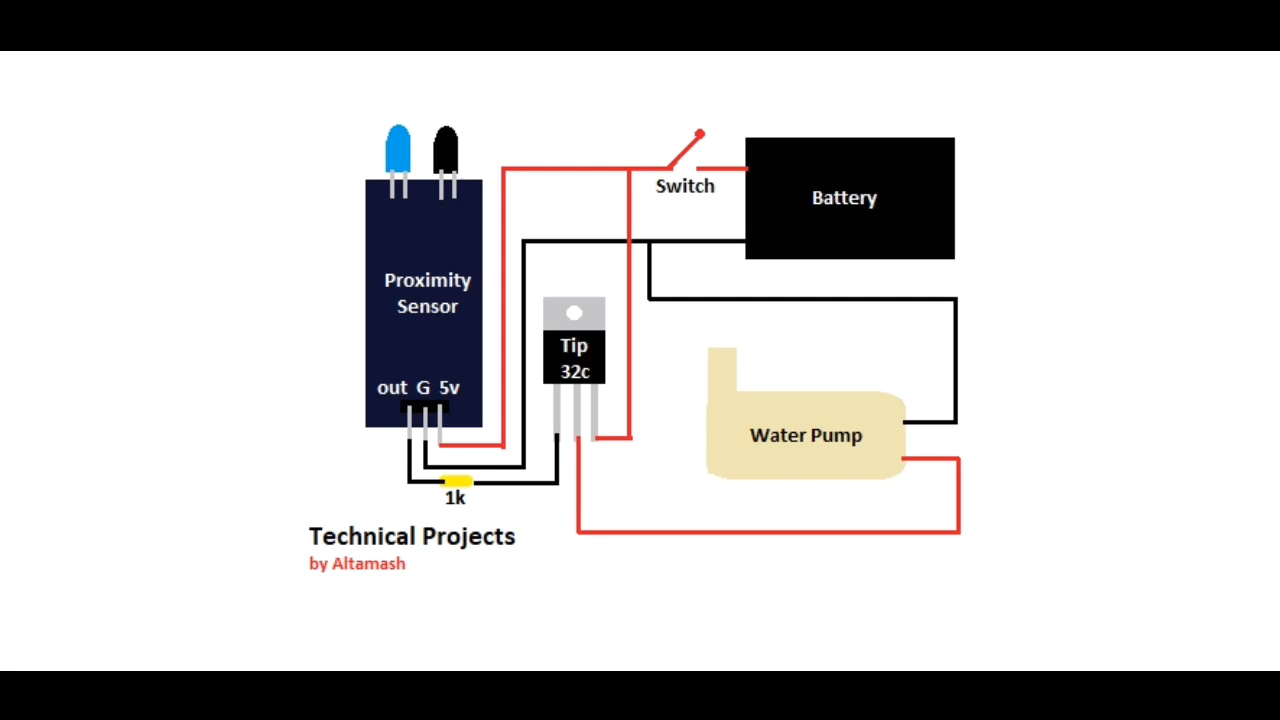 Switch
Battery
Proximity
Sensor
out G 5v
Tip
32c
Water Pump
1k
Technical Projects
by Altamash